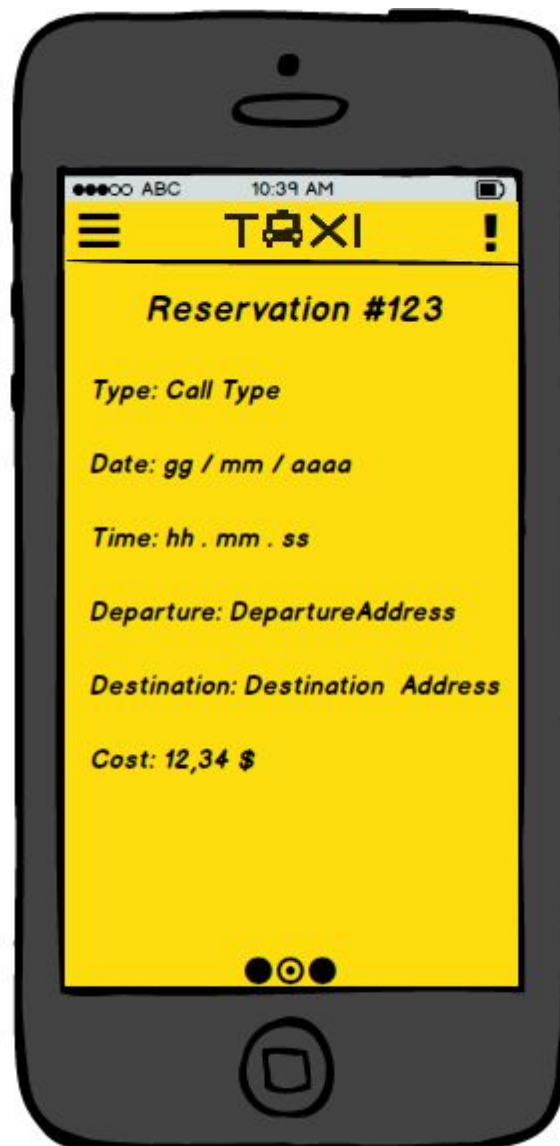 ABC 10:39 AM
TAXI !
Reservation #123
Type: Call Type
Date: gg / mm / aaaa
Time: hh . mm . ss
Departure: DepartureAddress
Destination: Destination Address
Cost: 12,34 $